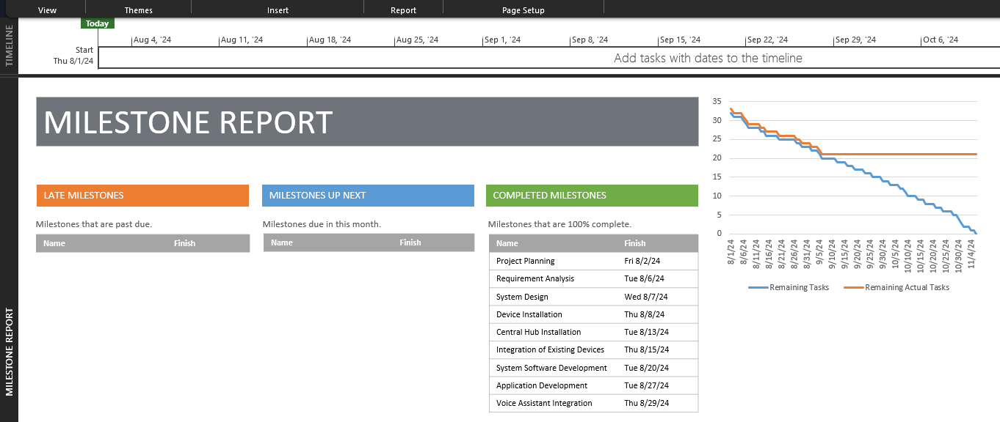 View Themes Insert Report Page Setup
TIMELINE
Today
Aug 4, '24 Aug 11, '24 Aug 18, '24 Aug 25, '24 Sep 1, '24 Sep 8, '24 Sep 15, '24 Sep 22, '24 Sep 29, '24 Oct 6, '24
Start
Thu 8/1/24
Add tasks with dates to the timeline
MILESTONE REPORT
MILESTONE REPORT
LATE MILESTONES
Milestones that are past due.
Name Finish
MILESTONES UP NEXT
Milestones due in this month.
Name Finish
COMPLETED MILESTONES
Milestones that are 100% complete.
Name Finish
Project Planning Fri 8/2/24
Requirement Analysis Tue 8/6/24
System Design Wed 8/7/24
Device Installation Thu 8/8/24
Central Hub Installation Tue 8/13/24
Integration of Existing Devices Thu 8/15/24
System Software Development Tue 8/20/24
Application Development Tue 8/27/24
Voice Assistant Integration Thu 8/29/24
35
30
25
20
15
10
5
0
8/1/24 8/6/24 8/11/24 8/16/24 8/21/24 8/26/24 8/31/24 9/5/24 9/10/24 9/15/24 9/20/24 9/25/24 9/30/24 10/5/24 10/10/24 10/15/24 10/20/24 10/25/24 10/30/24 11/4/24
Remaining Tasks Remaining Actual Tasks